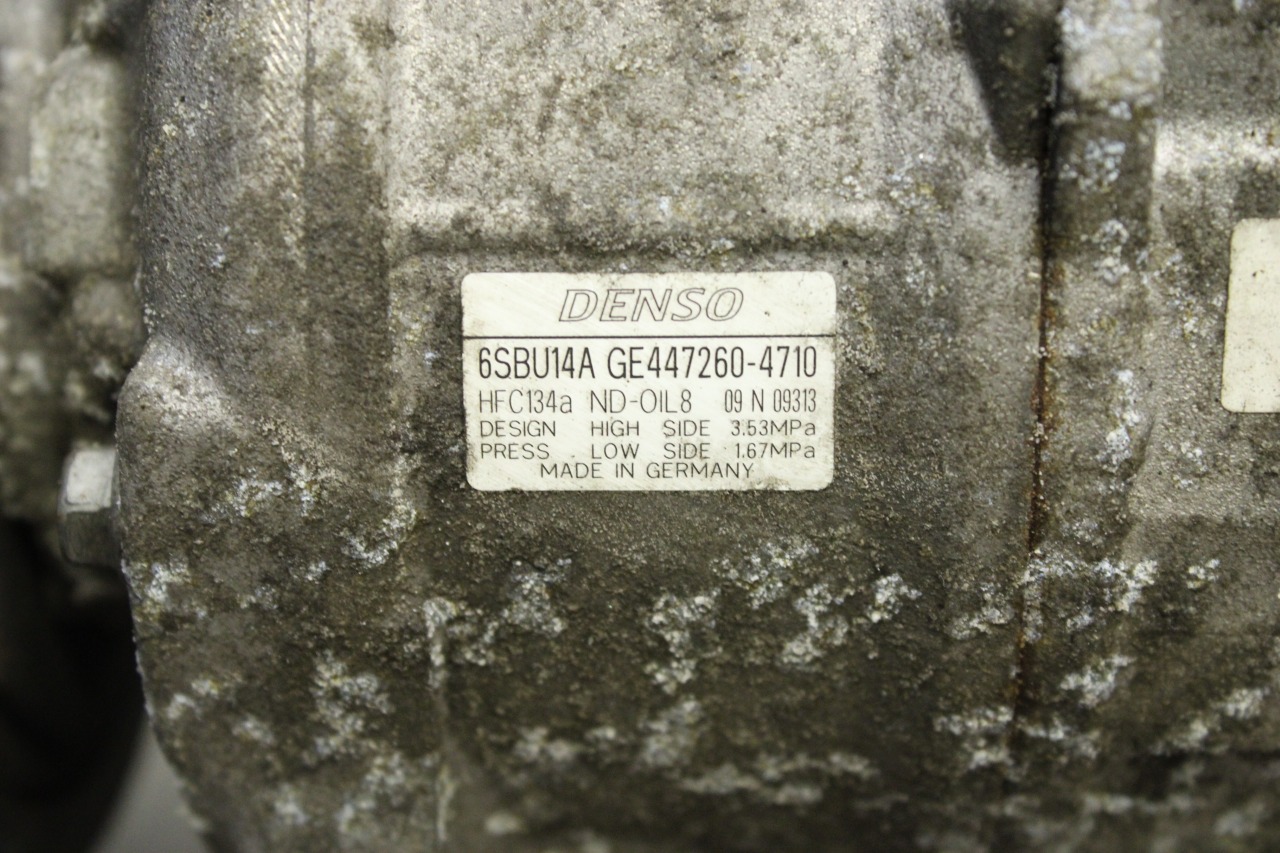 DENSO
6SBU14A GE447260-4710
HFC134a ND-OIL8 09 N 09313
DESIGN HIGH SIDE 3.53MPa
PRESS LOW SIDE 1.67MPa
MADE IN GERMANY